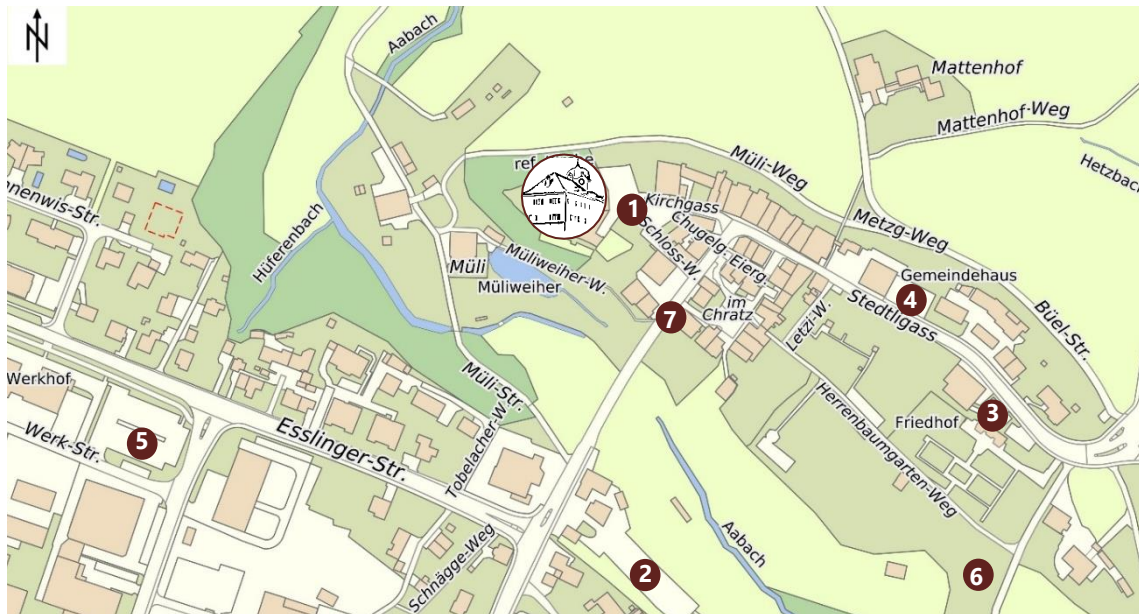 N
Aabach
Mattenhof
Mattenhof-Weg
Hetzbach
ref.
Müli-Weg
1
Kirchgass
Chugelg.
Eierg.
Schloss-W.
Metzg-Weg
nenwis-Str.
Hüferenbach
Müli
Müliweiher-W.
Müliweiher
im
Chratz
7
Gemeindehaus
4
Stedtligass
Letzi-W.
Büel-Str.
Werkhof
Müli-Str.
3
Friedhof
5
Werk-Str.
Esslinger-Str.
Tobelacher-W.
Herrenbaumgarten-Weg
Schnägge-Weg
2
Aabach
6